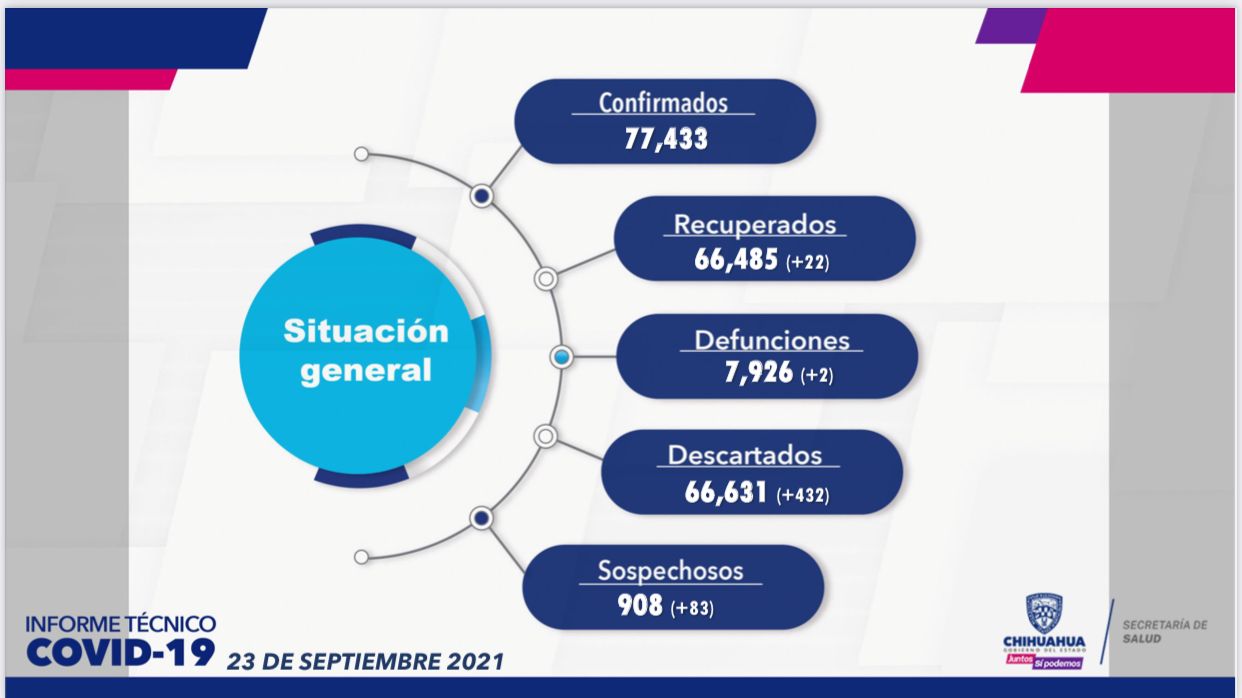 Confirmados
77,433
Recuperados
66,485 (+22)
Situación
general
Defunciones
7,926 (+2)
Descartados
66,631 (+432)
Sospechosos
908 (+83)
INFORME TÉCNICO
COVID-19 23 DE SEPTIEMBRE 2021
CHIHUAHUA
GOBIERNO DEL ESTADO
Juntos Sí podemos
SECRETARÍA DE
SALUD